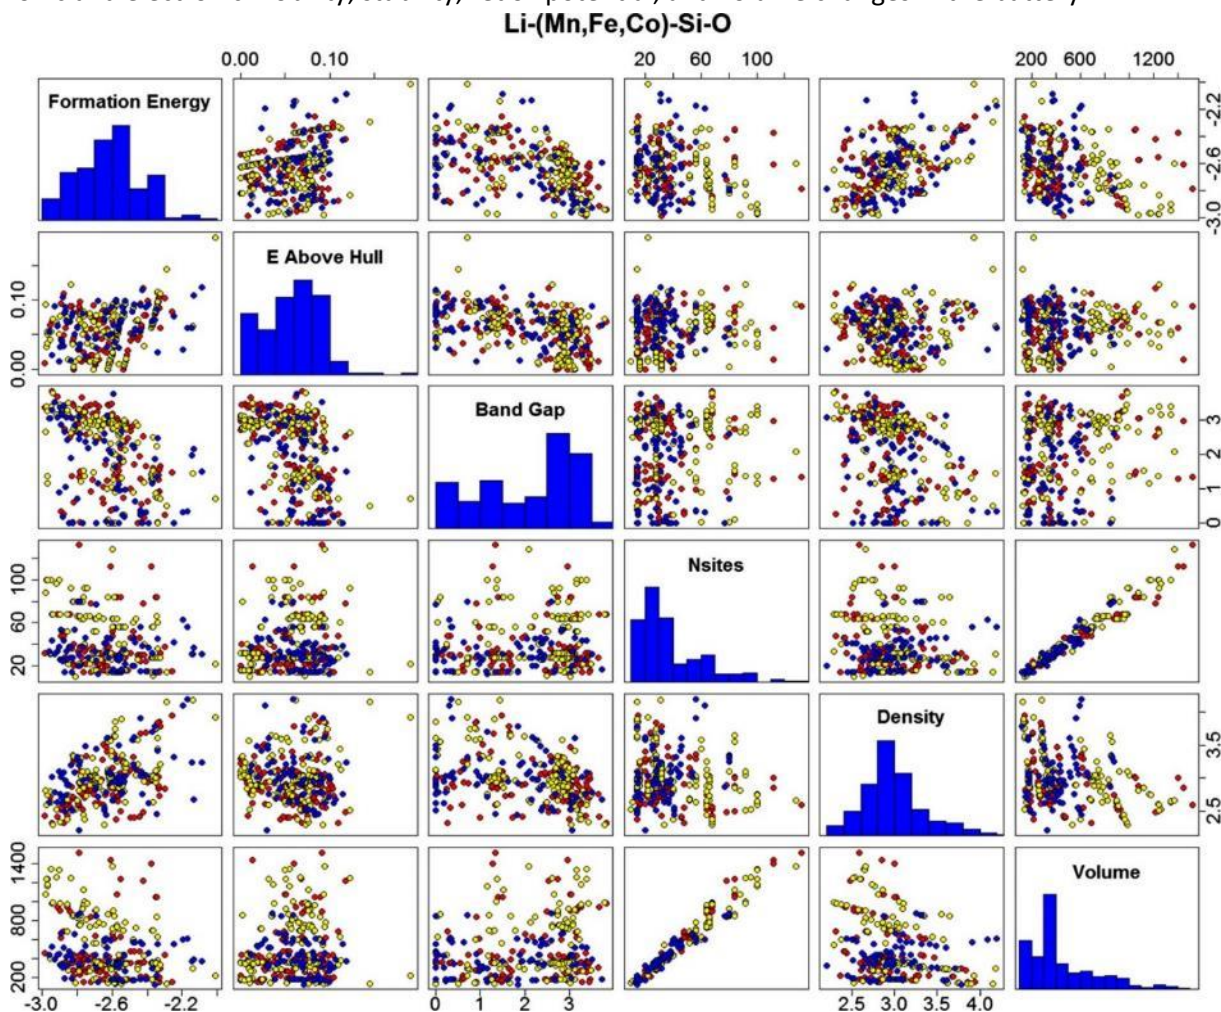 Li-(Mn,Fe,Co)-Si-O
0.00 0.10 20 60 100 200 600 1200
Formation Energy
-2.2
-2.6
-3.0
E Above Hull
0.10
0.00
Band Gap
3
2
1
0
Nsites
100
60
20
Density
3.5
2.5
Volume
1400
800
200
-3.0 -2.6 -2.2 0 1 2 3 2.5 3.0 3.5 4.0